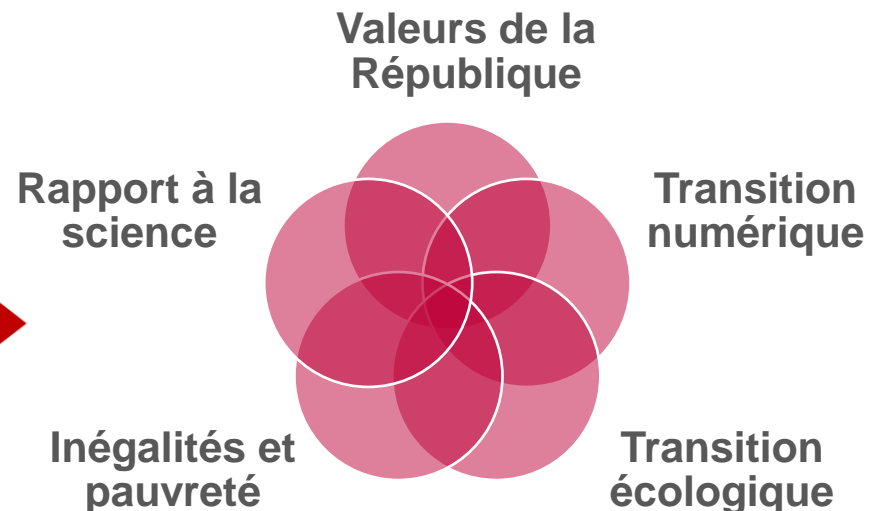 Valeurs de la
République
Rapport à la
science
Transition
numérique
Inégalités et
pauvreté
Transition
écologique